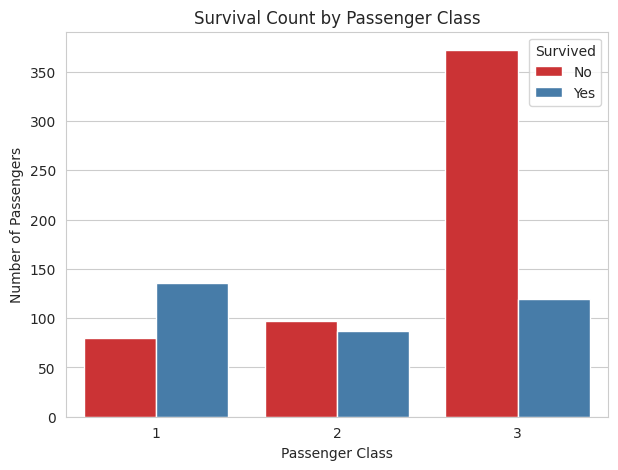 Survival Count by Passenger Class
Survived
No
Yes
Number of Passengers
350
300
250
200
150
100
50
0
1 2 3
Passenger Class